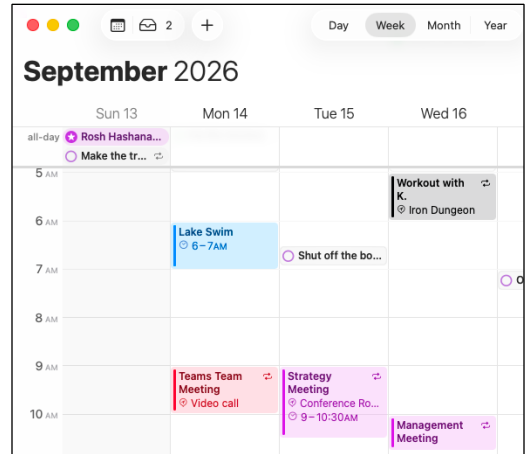 2
Day Week Month Year
September 2026
Sun 13 Mon 14 Tue 15 Wed 16
all-day
Rosh Hashana...
Make the tr...
5 AM
Workout with
K.
Iron Dungeon
6 AM
Lake Swim
6–7AM
Shut off the bo...
7 AM
8 AM
9 AM
Teams Team
Meeting
Video call
Strategy
Meeting
Conference Ro...
9–10:30AM
10 AM
Management
Meeting